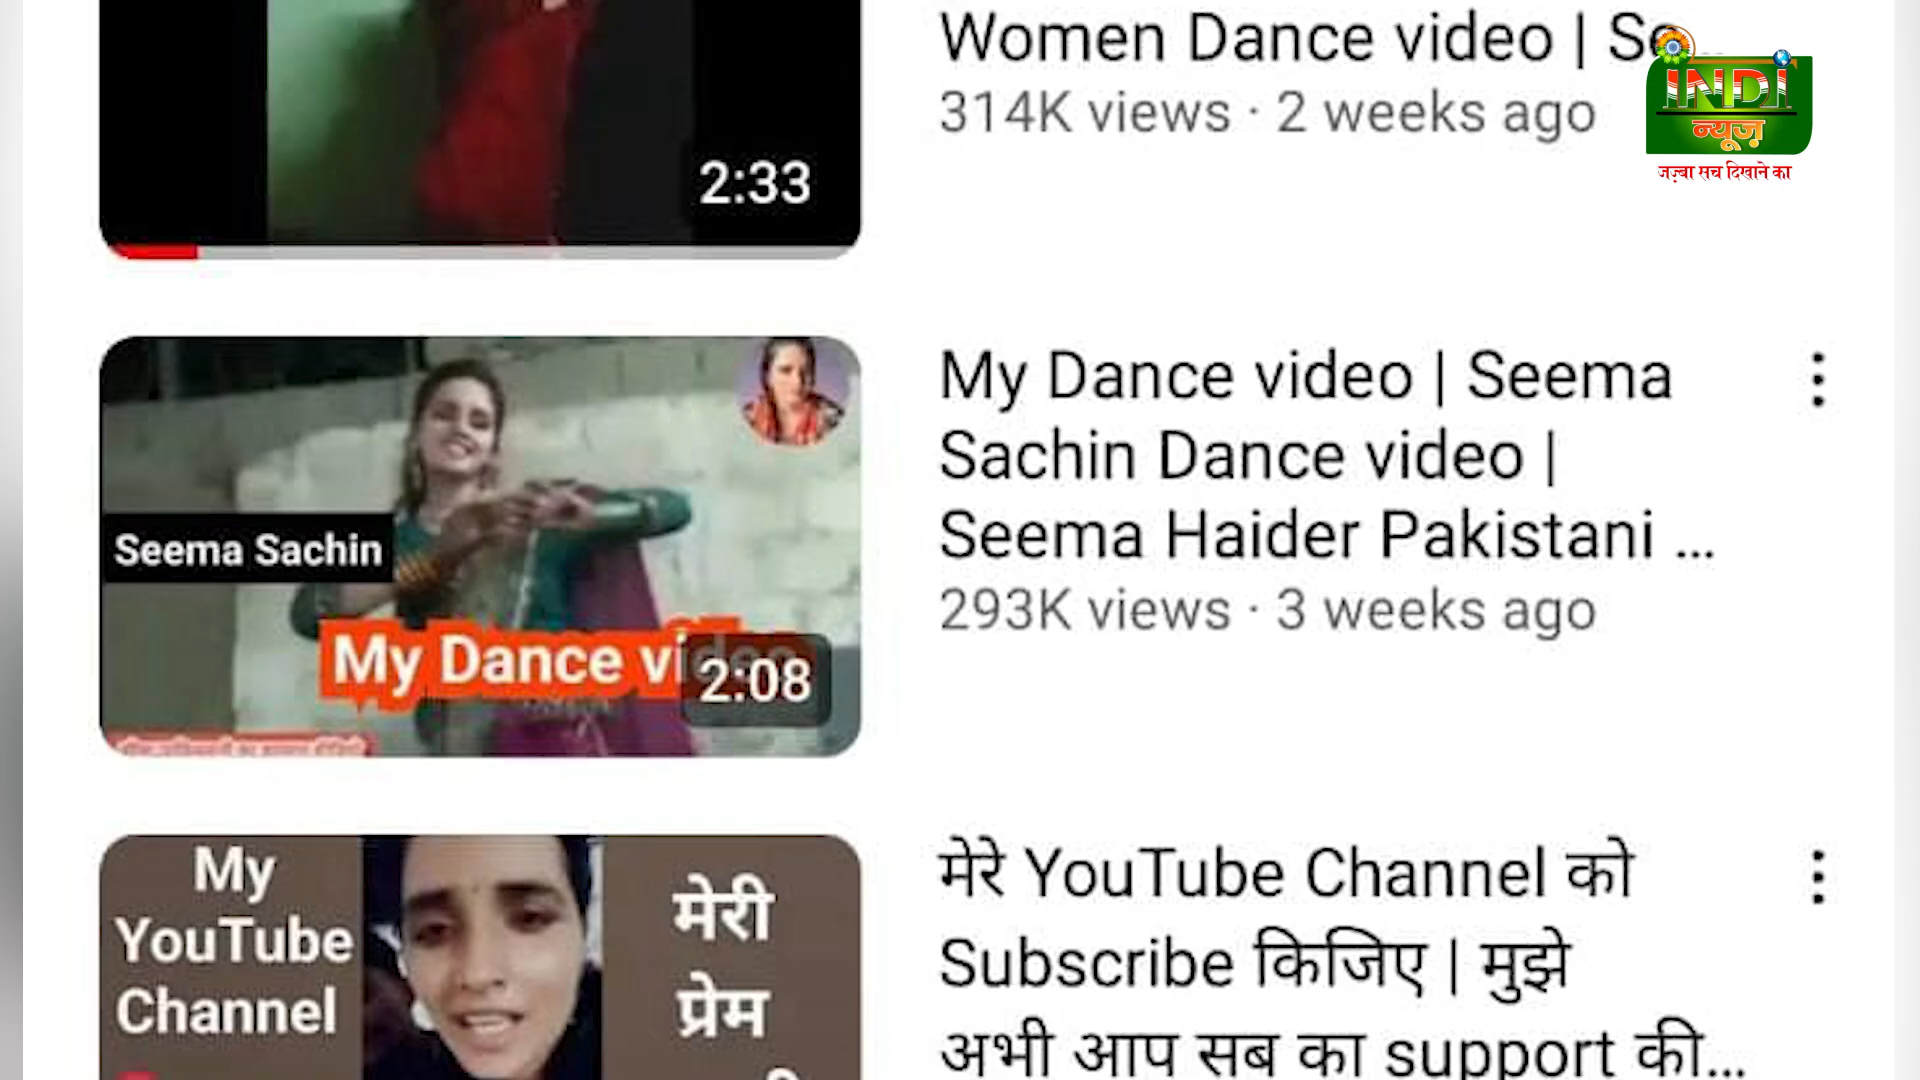 Women Dance video | Se...
314K views · 2 weeks ago
INDi
न्यूज़
जज़्बा सच दिखाने का
2:33
My Dance video | Seema
Sachin Dance video |
Seema Haider Pakistani ...
293K views · 3 weeks ago
Seema Sachin
My Dance video
2:08
My
YouTube
Channel
मेरी
प्रेम
मेरे YouTube Channel को
Subscribe किजिए | मुझे
अभी आप सब का support की...